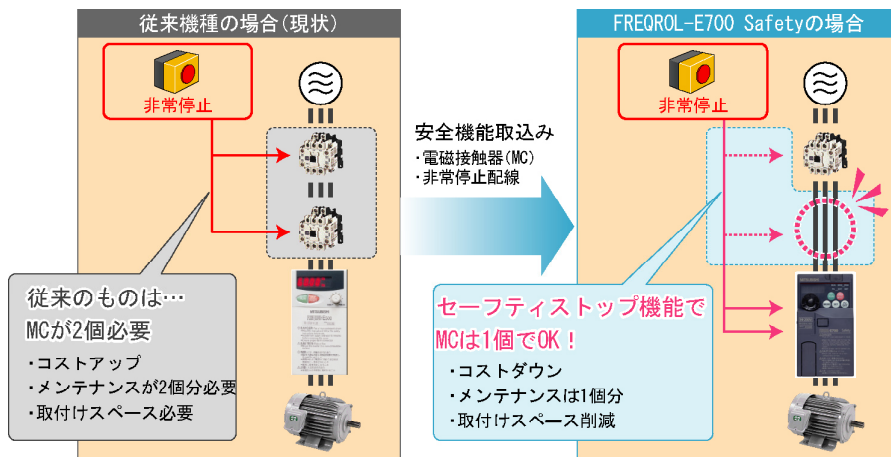 従来機種の場合(現状)
非常停止
従来のものは…
MCが2個必要
・コストアップ
・メンテナンスが2個分必要
・取付けスペース必要
安全機能取込み
・電磁接触器(MC)
・非常停止配線
FREQROL-E700 Safetyの場合
非常停止
セーフティストップ機能で
MCは1個でOK!
・コストダウン
・メンテナンスは1個分
・取付けスペース削減